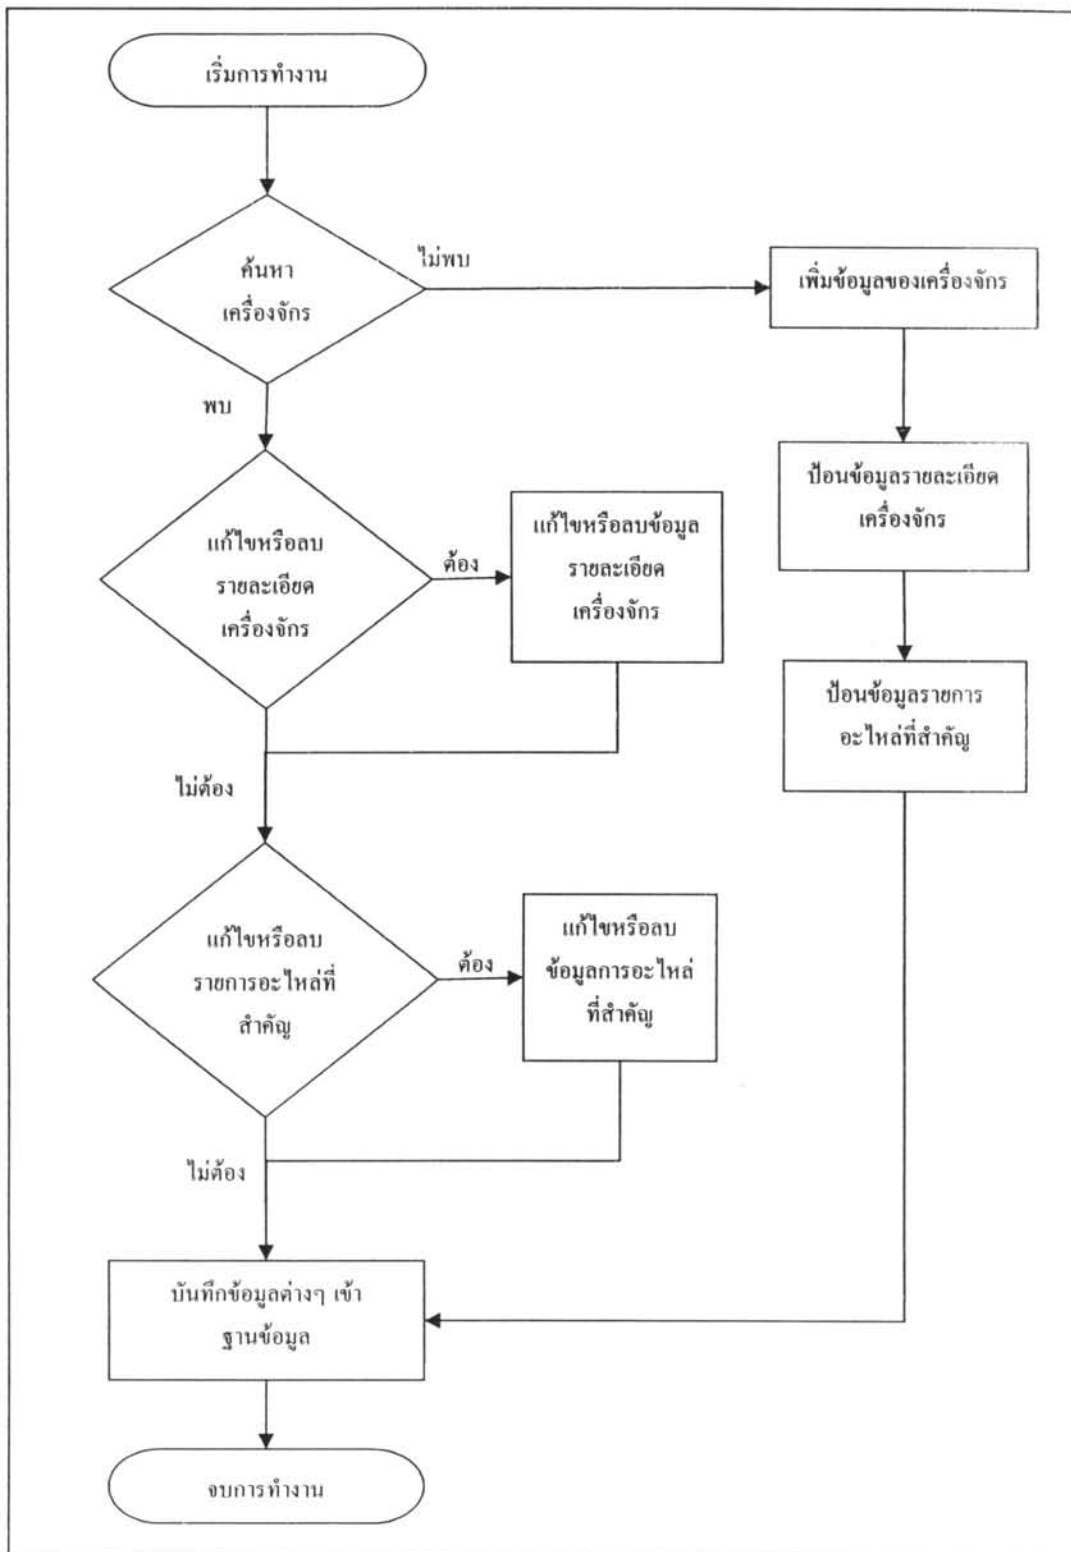 เริ่มการทำงาน
ค้นหา
เครื่องจักร
ไม่พบ
เพิ่มข้อมูลของเครื่องจักร
พบ
ป้อนข้อมูลรายละเอียด
เครื่องจักร
แก้ไขหรือลบ
รายละเอียด
เครื่องจักร
ต้อง
แก้ไขหรือลบข้อมูล
รายละเอียด
เครื่องจักร
ป้อนข้อมูลรายการ
อะไหล่ที่สำคัญ
ไม่ต้อง
แก้ไขหรือลบ
รายการอะไหล่ที่
สำคัญ
ต้อง
แก้ไขหรือลบ
ข้อมูลการอะไหล่
ที่สำคัญ
ไม่ต้อง
บันทึกข้อมูลต่างๆ เข้า
ฐานข้อมูล
จบการทำงาน